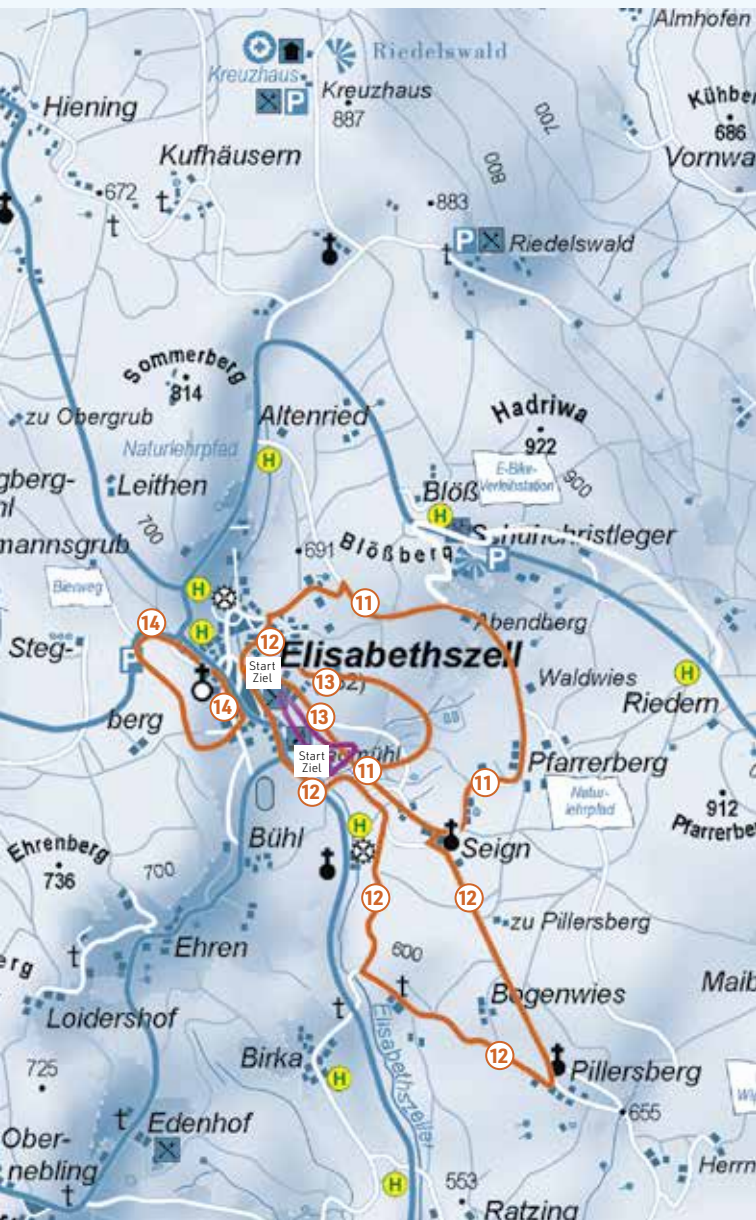 Almhofen
Riedelswald
Kreuzhaus
Kreuzhaus
887
P
Hiening
Kühber
686
700
Vornwa
Kufhäusern
800
672
883
P
Riedelswald
Sommerberg
814
Hadriwa
922
zu Obergrub
Altenried
Naturlehrpfad
H
E-Bike-
Verleihstation
900
gberg-
hl
Leithen
Blöß
H
700
mannsgrub
691
Blößberg
Schuhchristleger
P
Bierweg
H
11
14
H
12
Abendberg
Steg-
berg
P
Elisabethszell
Start
Ziel
13
Waldwies
H
Riedern
14
13
Start
Ziel
11
Pfarrerberg
11
12
Natur-
lehrpfad
912
Pfarrerbe
H
Bühl
Seign
Ehrenberg
736
700
12
12
zu Pillersberg
erg
Ehren
600
Maib
Bogenwies
Loidershof
Elisabethszeller
12
Birka
H
Pillersberg
725
655
Edenhof
Ober-
nebling
Herrn
H
553
Ratzing